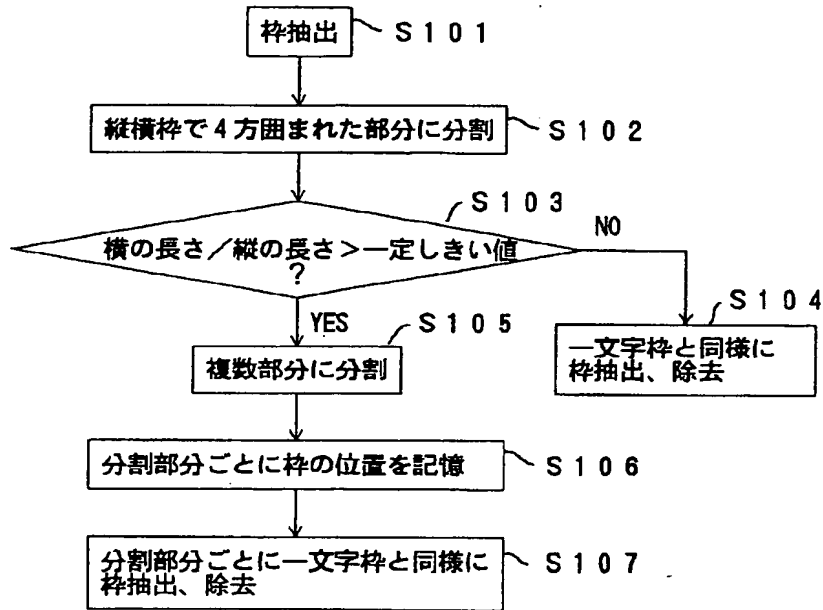 枠抽出 S101
縦横枠で4方囲まれた部分に分割 S102
S103
横の長さ/縦の長さ>一定しきい値
?
NO
YES
S104
一文字枠と同様に
枠抽出、除去
S105
複数部分に分割
分割部分ごとに枠の位置を記憶 S106
分割部分ごとに一文字枠と同様に
枠抽出、除去
S107